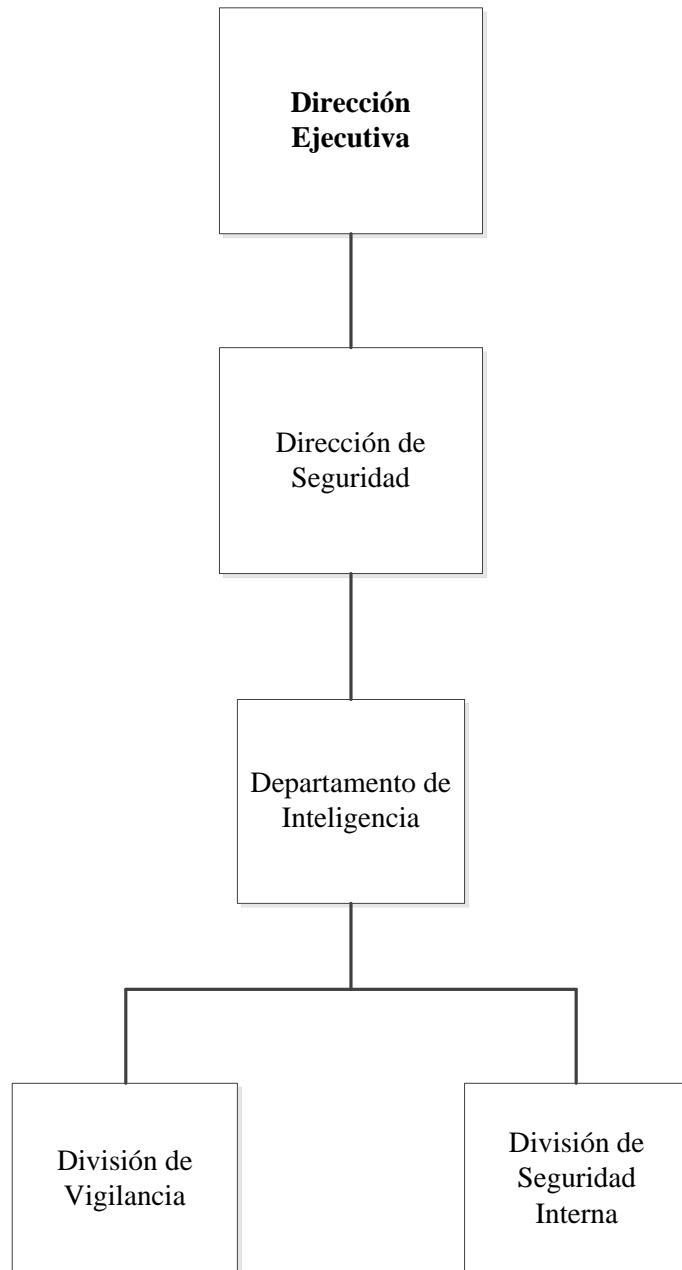 Dirección
Ejecutiva
Dirección de
Seguridad
Departamento de
Inteligencia
División de
Vigilancia
División de
Seguridad
Interna